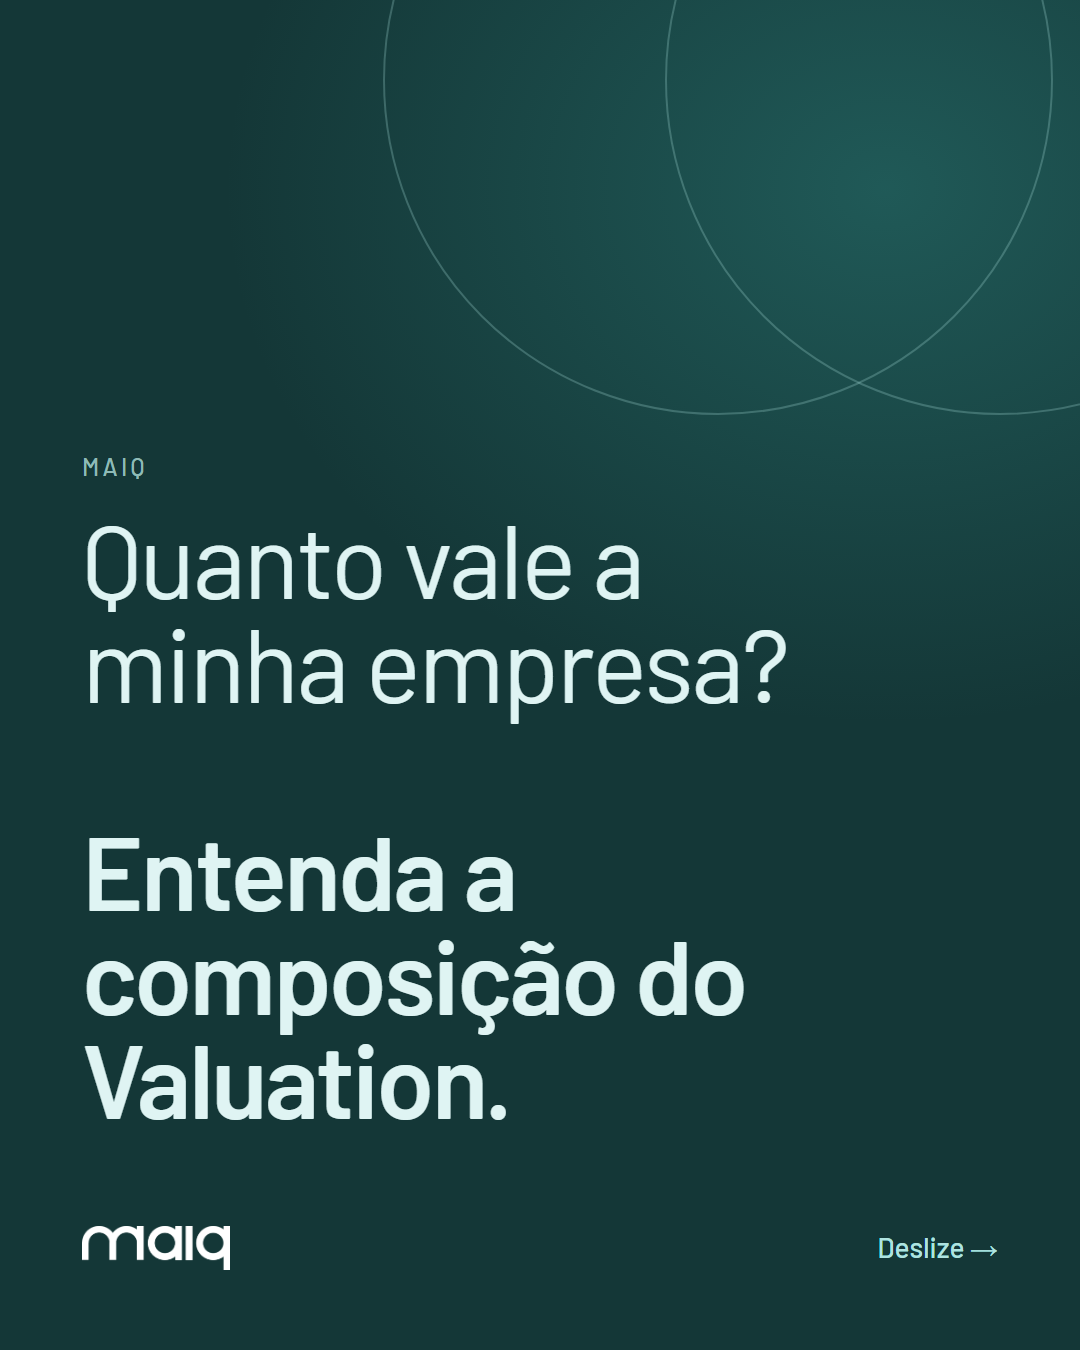 MAIQ
Quanto vale a
minha empresa?
Entenda a
composição do
Valuation.
maiq
Deslize →